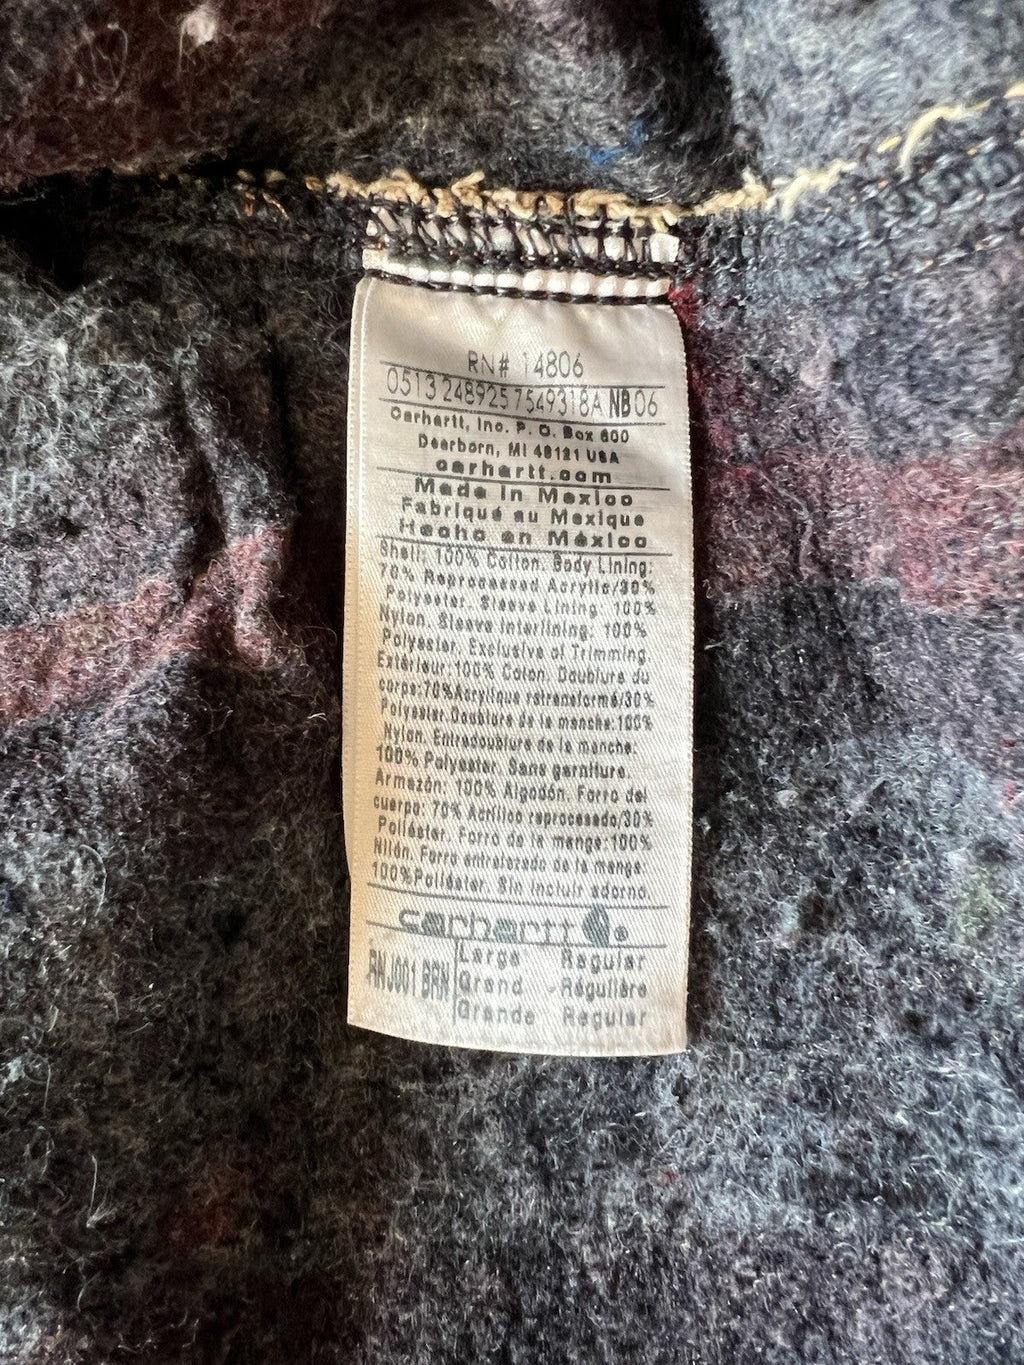 RN# 14806
0513 248925 7549318A NB06
Carhartt, Inc. P. O. Box 600
Dearborn, MI 48121 USA
carhartt.com
Made in Mexico
Fabriqué au Mexique
Hecho en México
Shell: 100% Cotton. Body Lining:
70% Reprocessed Acrylic/30%
Polyester. Sleeve Lining: 100%
Nylon. Sleeve Interlining: 100%
Polyester. Exclusive of Trimming.
Extérieur:100% Coton. Doublure du
corps:70%Acrylique retransformé/30%
Polyester.Doublure de la manche:100%
Nylon. Entredoublure de la manche:
100% Polyester. Sans garniture.
Armazón: 100% Algodón. Forro del
cuerpo: 70% Acrílico reprocesado/30%
Poliéster. Forro de la manga:100%
Nilón. Forro entrelazado de la manga:
100%Poliéster. Sin incluir adorno.
carhartt
RNJ001 BRN
Large Regular
Grand -Régulière
Grande Regular